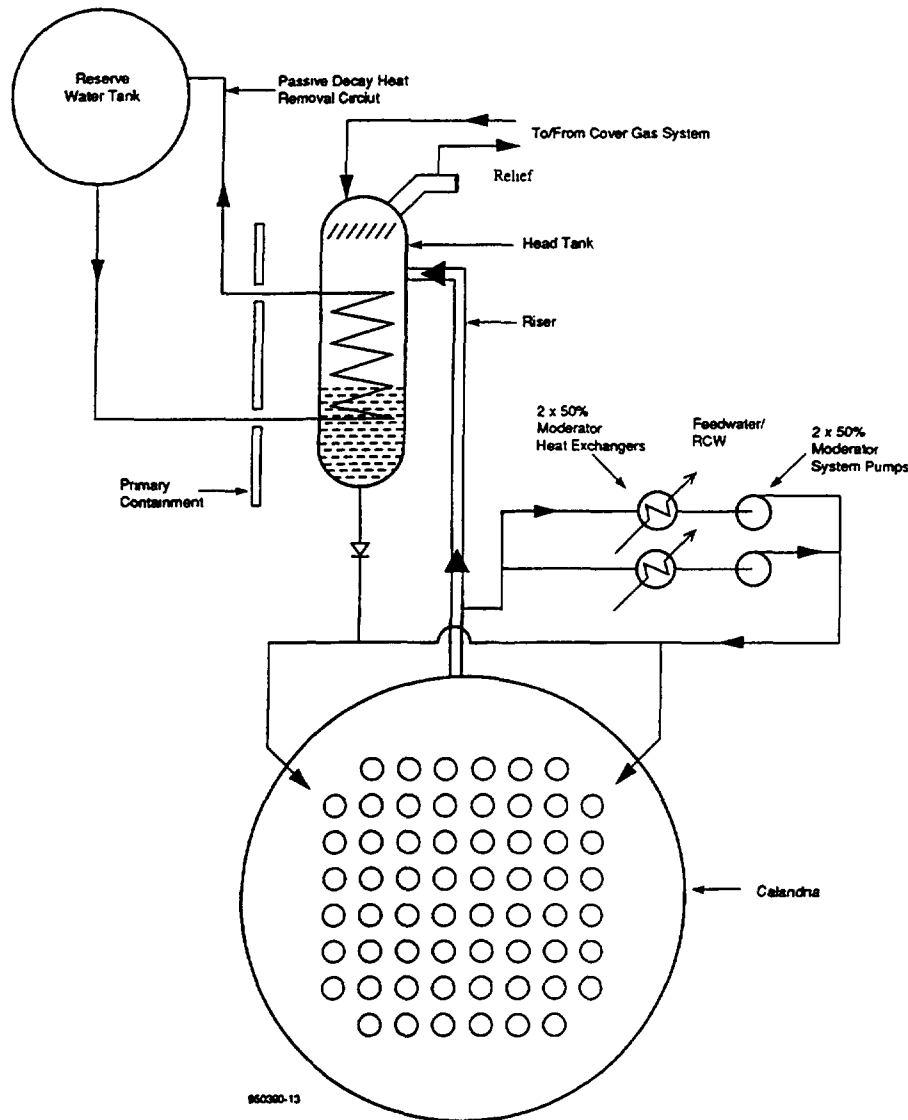 Reserve
Water Tank
Passive Decay Heat
Removal Circiut
To/From Cover Gas System
Relief
Head Tank
Riser
2 x 50%
Moderator
Heat Exchangers
Feedwater/
RCW
2 x 50%
Moderator
System Pumps
Primary
Containment
Calandria
950390-13